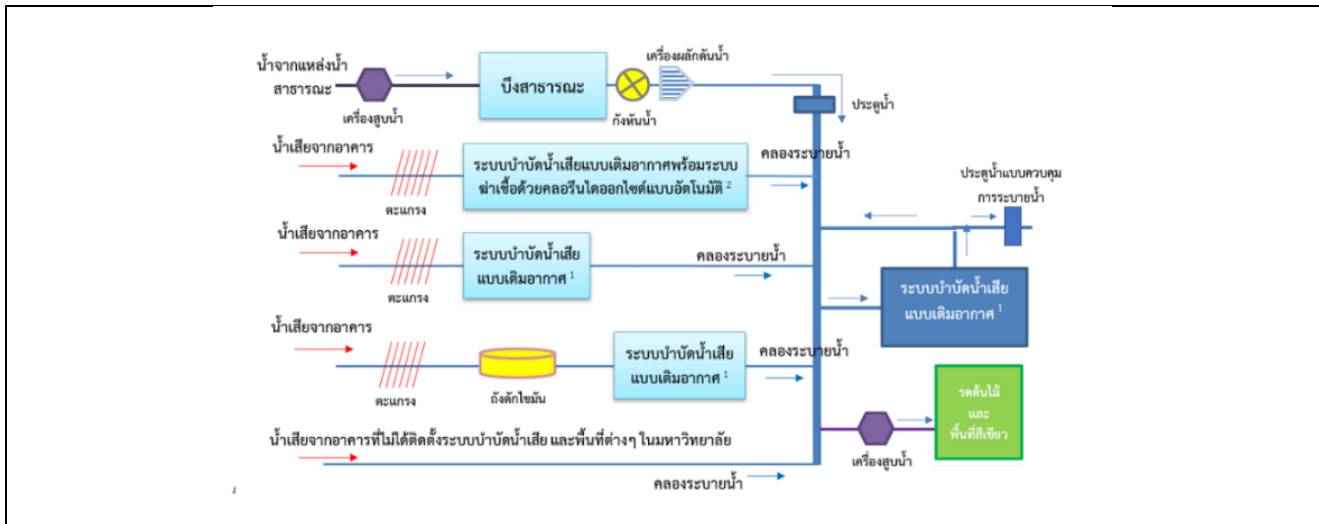 น้ำจากแหล่งน้ำ
สาธารณะ
เครื่องสูบน้ำ
บึงสาธารณะ
กังหันน้ำ
เครื่องผลักดันน้ำ
ประตูน้ำ
น้ำเสียจากอาคาร
ตะแกรง
ระบบบำบัดน้ำเสียแบบเติมอากาศพร้อมระบบ
ฆ่าเชื้อด้วยคลอรีนไดออกไซด์แบบอัตโนมัติ 2
คลองระบายน้ำ
ประตูน้ำแบบควบคุม
การระบายน้ำ
น้ำเสียจากอาคาร
ตะแกรง
ระบบบำบัดน้ำเสีย
แบบเติมอากาศ 1
คลองระบายน้ำ
ระบบบำบัดน้ำเสีย
แบบเติมอากาศ 1
น้ำเสียจากอาคาร
ตะแกรง
ถังดักไขมัน
ระบบบำบัดน้ำเสีย
แบบเติมอากาศ 1
คลองระบายน้ำ
รดต้นไม้
และ
พื้นที่สีเขียว
เครื่องสูบน้ำ
น้ำเสียจากอาคารที่ไม่ได้ติดตั้งระบบบำบัดน้ำเสีย และพื้นที่ต่างๆ ในมหาวิทยาลัย
คลองระบายน้ำ